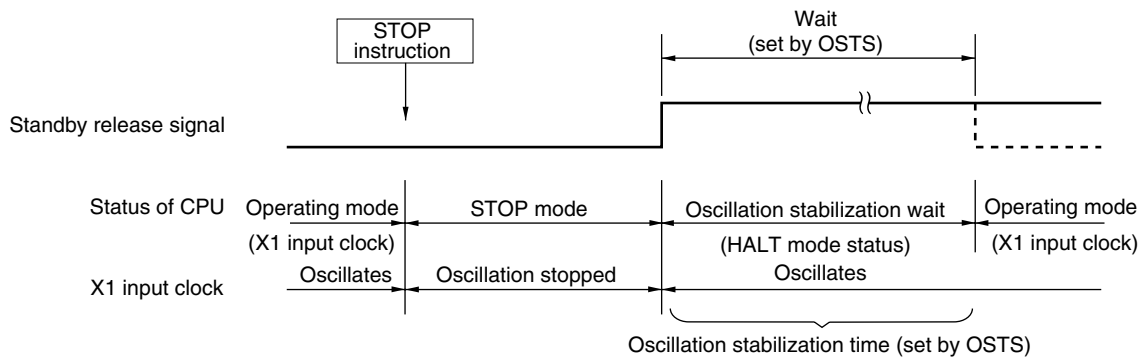 Wait
(set by OSTS)
STOP
instruction
Standby release signal
Status of CPU
Operating mode
(X1 input clock)
STOP mode
Oscillation stabilization wait
(HALT mode status)
Operating mode
(X1 input clock)
X1 input clock
Oscillates
Oscillation stopped
Oscillates
Oscillation stabilization time (set by OSTS)